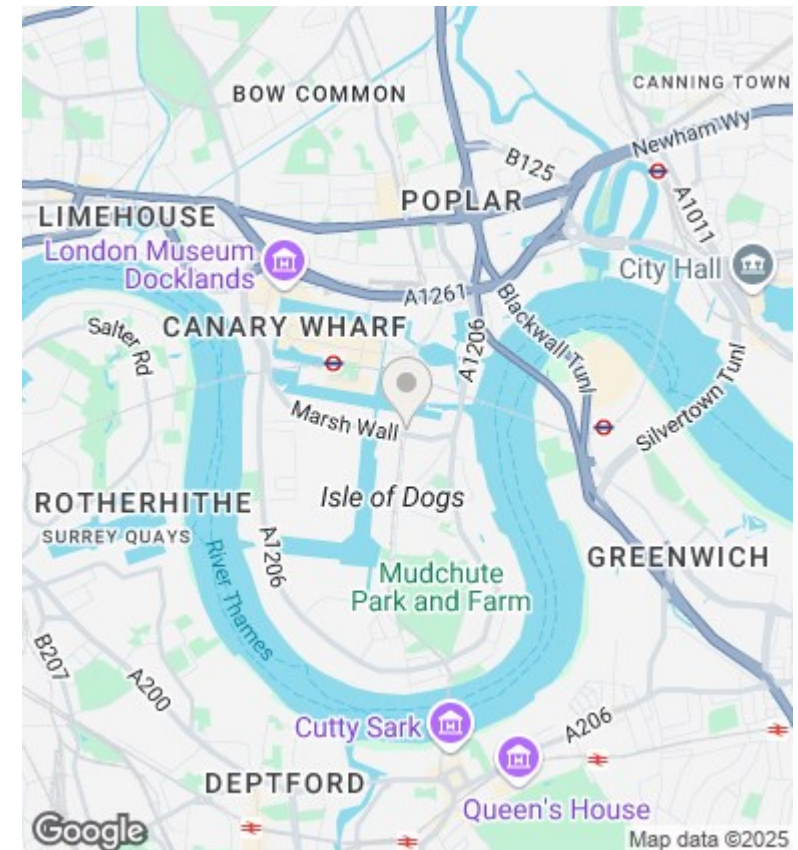 CANNING TOWN
BOW COMMON
Newham Wy
B125
POPLAR
A1011
LIMEHOUSE
London Museum
Docklands
City Hall
A1261
Salter Rd
CANARY WHARF
A1206
Blackwall Tunl
Silvertown Tunl
Marsh Wall
Isle of Dogs
ROTHERHITHE
SURREY QUAYS
A1206
River Thames
GREENWICH
Mudchute
Park and Farm
B207
A200
Cutty Sark
A206
DEPTFORD
Queen's House
Google
Map data ©2025